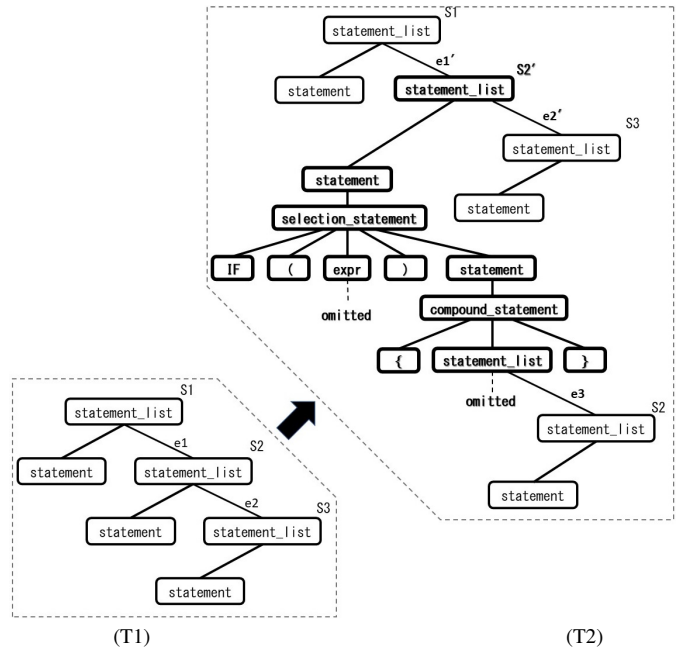 S1
statement_list
e1′
S2′
statement
statement_list
e2′
S3
statement_list
statement
statement
selection_statement
IF ( expr ) statement
omitted
compound_statement
{ statement_list }
omitted
e3
S2
statement_list
statement
S1
statement_list
e1
S2
statement
statement_list
e2
S3
statement
statement_list
statement
(T1)
(T2)